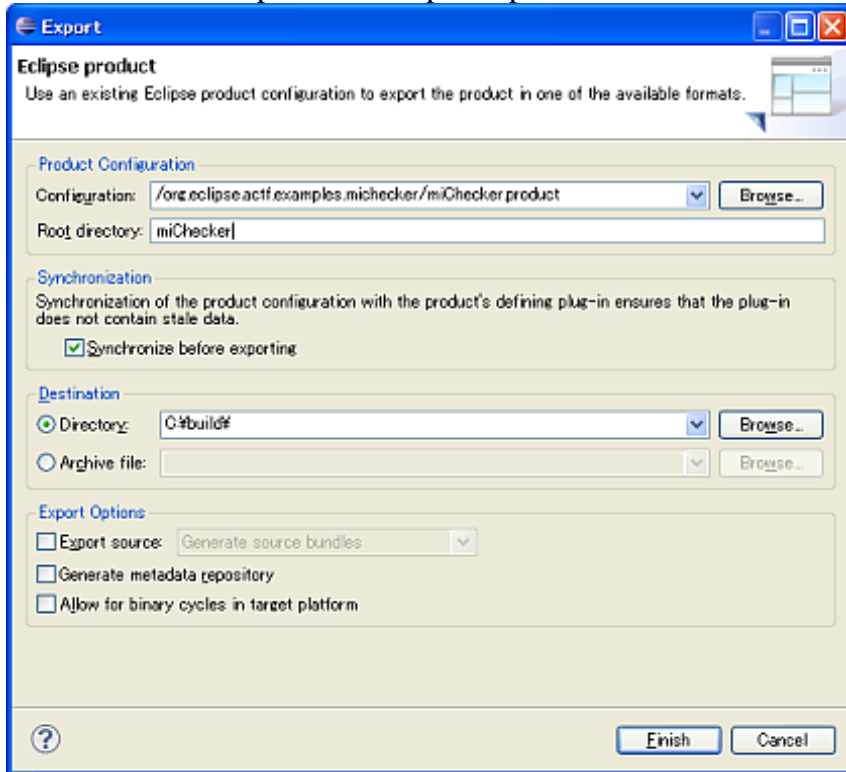 Export
Eclipse product
Use an existing Eclipse product configuration to export the product in one of the available formats.
Product Configuration
Configuration: /org.eclipse.actf.examples.michecker/miChecker.product Browse...
Root directory: miChecker
Synchronization
Synchronization of the product configuration with the product's defining plug-in ensures that the plug-in
does not contain stale data.
Synchronize before exporting
Destination
Directory: C:¥build¥ Browse...
Archive file: Browse...
Export Options
Export source: Generate source bundles
Generate metadata repository
Allow for binary cycles in target platform
? Finish Cancel